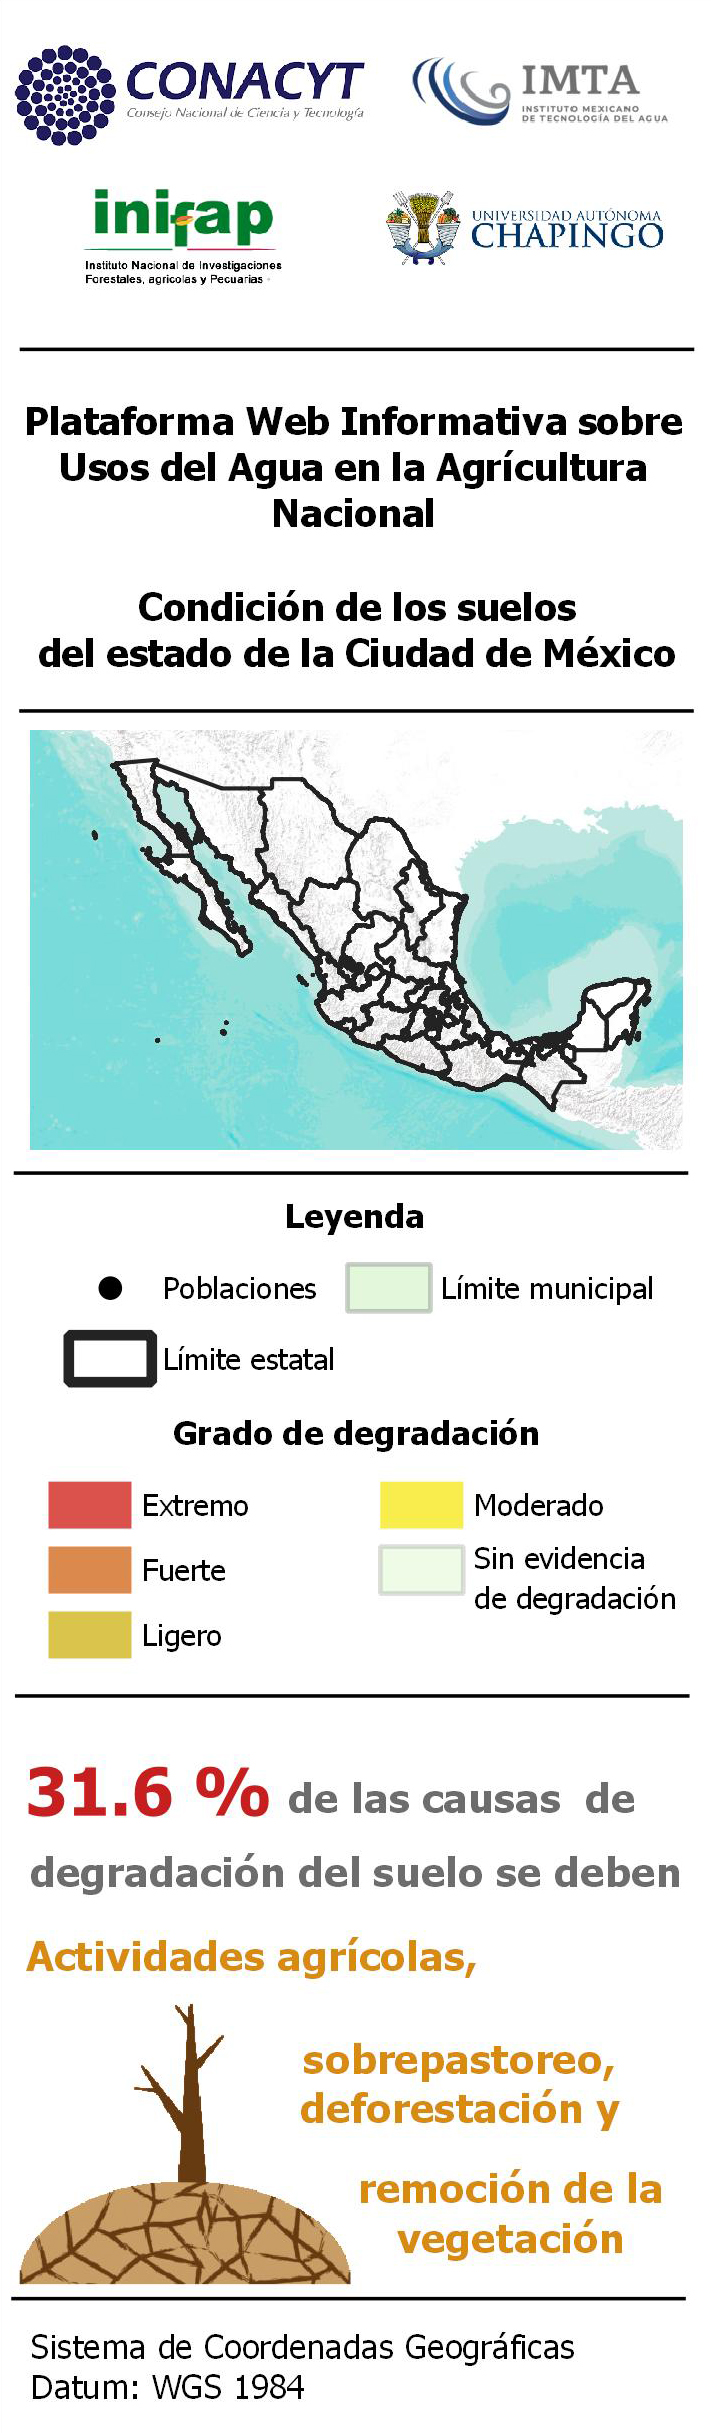 CONACYT
Consejo Nacional de Ciencia y Tecnología
IMTA
INSTITUTO MEXICANO
DE TECNOLOGÍA DEL AGUA
inifap
Instituto Nacional de Investigaciones
Forestales, agricolas y Pecuarias
UNIVERSIDAD AUTÓNOMA
CHAPINGO
Plataforma Web Informativa sobre
Usos del Agua en la Agrícultura
Nacional
Condición de los suelos
del estado de la Ciudad de México
Leyenda
Poblaciones
Límite municipal
Límite estatal
Grado de degradación
Extremo
Moderado
Fuerte
Sin evidencia
de degradación
Ligero
31.6 % de las causas de
degradación del suelo se deben
Actividades agrícolas,
sobrepastoreo,
deforestación y
remoción de la
vegetación
Sistema de Coordenadas Geográficas
Datum: WGS 1984